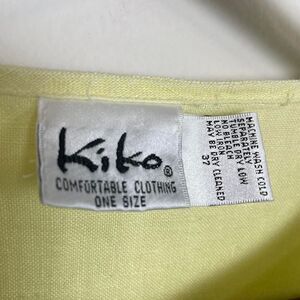 Kiko®
COMFORTABLE CLOTHING
ONE SIZE
MACHINE WASH COLD
SEPARATELY
TUMBLE DRY LOW
NO BLEACH
LOW IRON
MAY BE DRY CLEANED
37